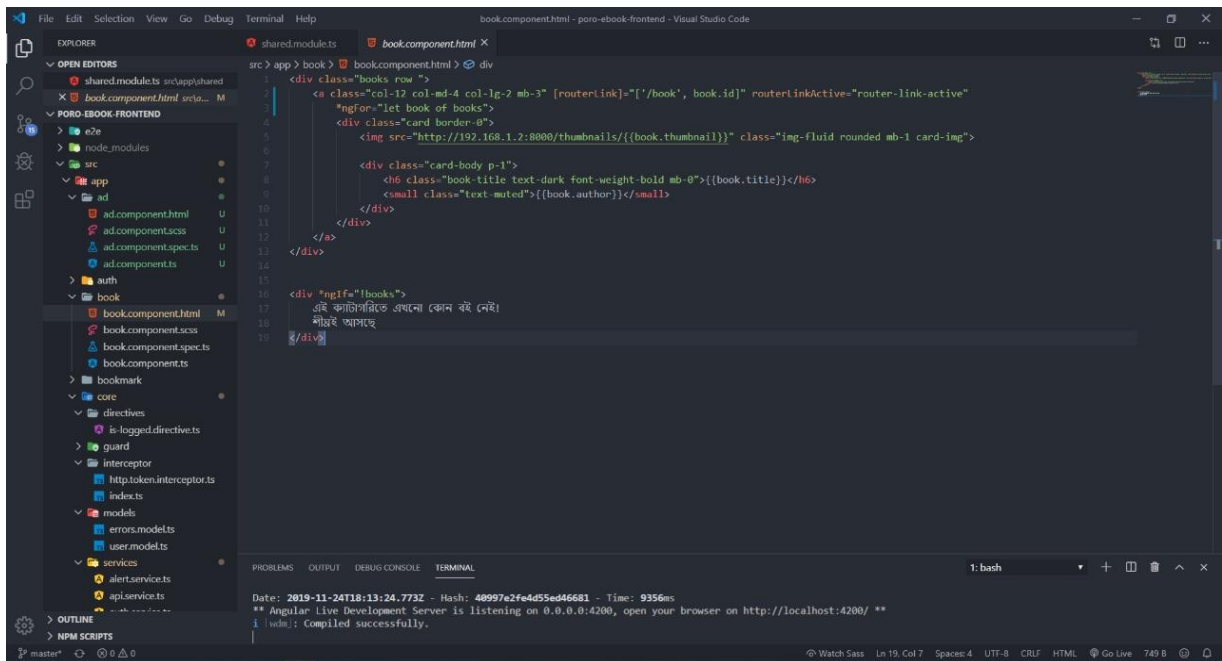 File Edit Selection View Go Debug Terminal Help
book.component.html - poro-ebook-frontend - Visual Studio Code
EXPLORER
OPEN EDITORS
shared.module.ts src\app\shared
book.component.html src\a... M
PORO-EBOOK-FRONTEND
e2e
node_modules
src
app
ad
ad.component.html U
ad.component.scss U
ad.component.spec.ts U
ad.component.ts U
auth
book
book.component.html M
book.component.scss
book.component.spec.ts
book.component.ts
bookmark
core
directives
is-logged.directive.ts
guard
interceptor
http.token.interceptor.ts
index.ts
models
errors.model.ts
user.model.ts
services
alert.service.ts
api.service.ts
OUTLINE
NPM SCRIPTS
shared.module.ts book.component.html
src > app > book > book.component.html > div
1 <div class="books row ">
2 <a class="col-12 col-md-4 col-lg-2 mb-3" [routerLink]="['/book', book.id]" routerLinkActive="router-link-active"
3 *ngFor="let book of books">
4 <div class="card border-0">
5 <img src="http://192.168.1.2:8000/thumbnails/{{book.thumbnail}}" class="img-fluid rounded mb-1 card-img">
6
7 <div class="card-body p-1">
8 <h6 class="book-title text-dark font-weight-bold mb-0">{{book.title}}</h6>
9 <small class="text-muted">{{book.author}}</small>
10 </div>
11 </div>
12 </a>
13 </div>
14
15
16 <div *ngIf="!books">
17 এই ক্যাটাগরিতে এখনো কোন বই নেই।
18 শীঘ্রই আসছে
19 </div>
PROBLEMS OUTPUT DEBUG CONSOLE TERMINAL
1: bash
Date: 2019-11-24T18:13:24.773Z - Hash: 40997e2fe4d55ed46681 - Time: 9356ms
** Angular Live Development Server is listening on 0.0.0.0:4200, open your browser on http://localhost:4200/ **
i ｢wdm｣: Compiled successfully.
master* 0 0 Watch Sass Ln 19, Col 7 Spaces: 4 UTF-8 CRLF HTML Go Live 749 B